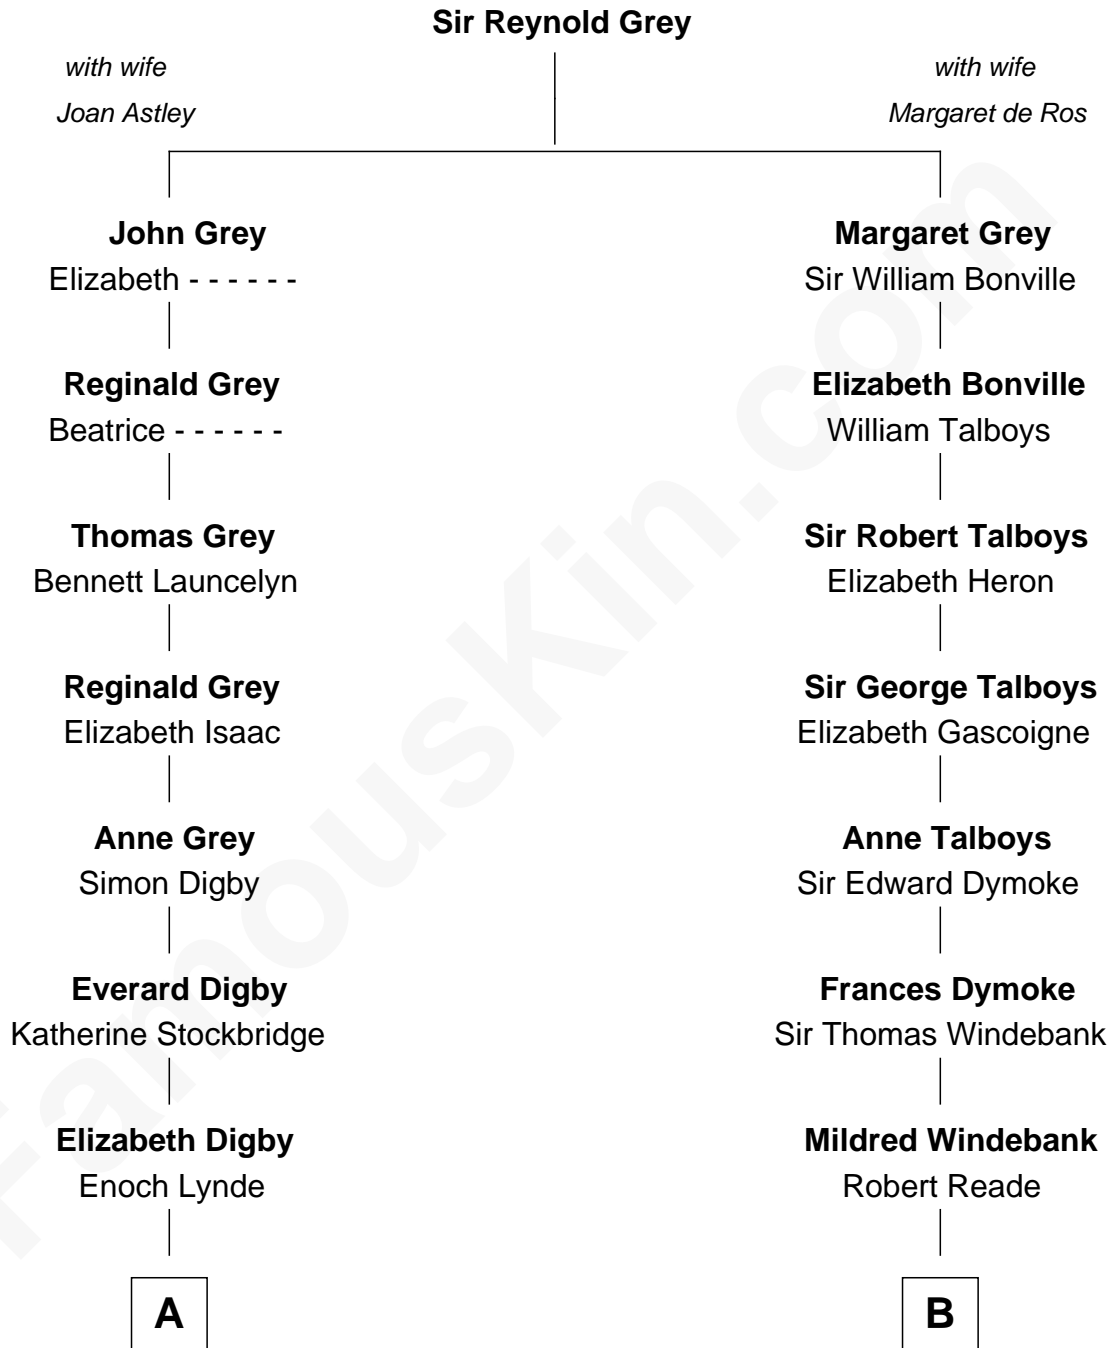 Sir Reynold Grey
with wife
Joan Astley
with wife
Margaret de Ros
John Grey
Elizabeth - - - - - -
Margaret Grey
Sir William Bonville
Reginald Grey
Beatrice - - - - - -
Elizabeth Bonville
William Talboys
Thomas Grey
Bennett Launcelyn
Sir Robert Talboys
Elizabeth Heron
Reginald Grey
Elizabeth Isaac
Sir George Talboys
Elizabeth Gascoigne
Anne Grey
Simon Digby
Anne Talboys
Sir Edward Dymoke
Everard Digby
Katherine Stockbridge
Frances Dymoke
Sir Thomas Windebank
Elizabeth Digby
Enoch Lynde
Mildred Windebank
Robert Reade
A
B
FamousKin.com